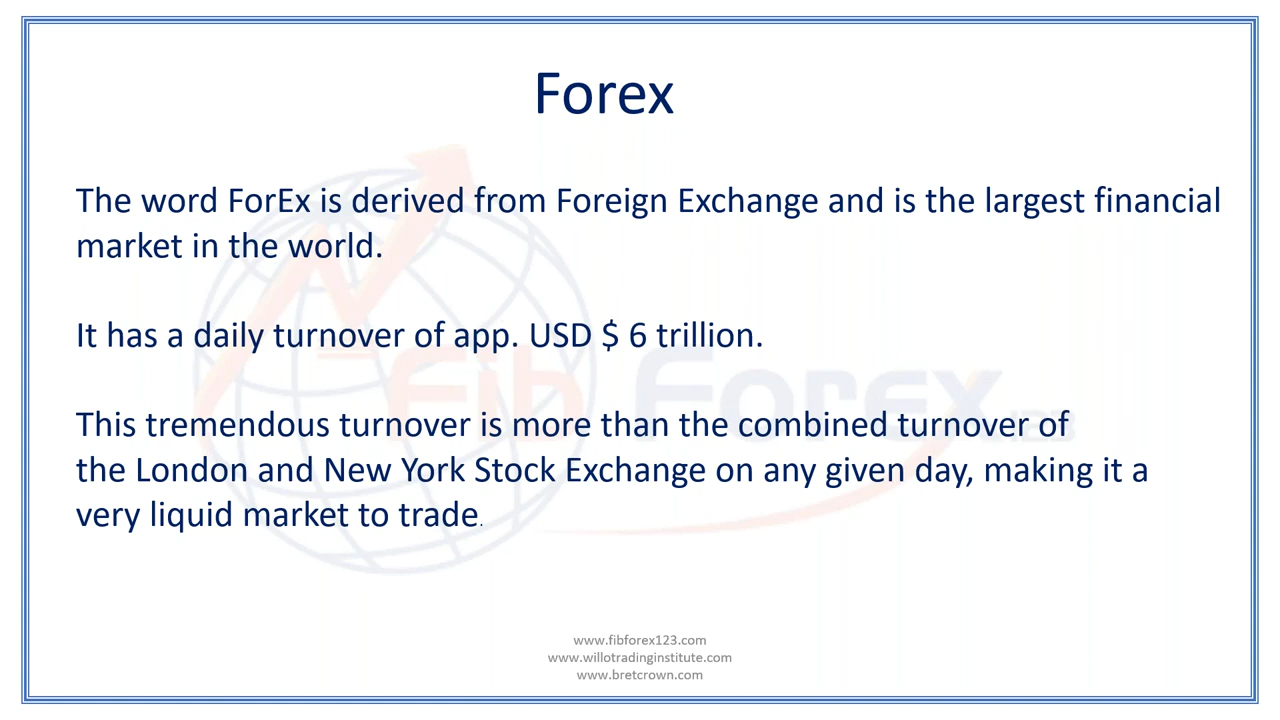 Forex
The word ForEx is derived from Foreign Exchange and is the largest financial
market in the world.
It has a daily turnover of app. USD $ 6 trillion.
Fib Forex 123
This tremendous turnover is more than the combined turnover of
the London and New York Stock Exchange on any given day, making it a
very liquid market to trade.
www.fibforex123.com
www.willotradinginstitute.com
www.bretcrown.com